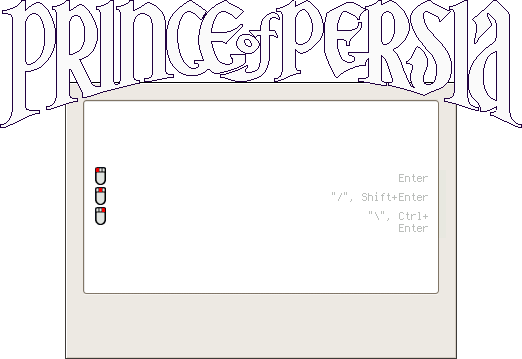 PRINCE of PERSIA
Enter
"/", Shift+Enter
"\", Ctrl+
Enter